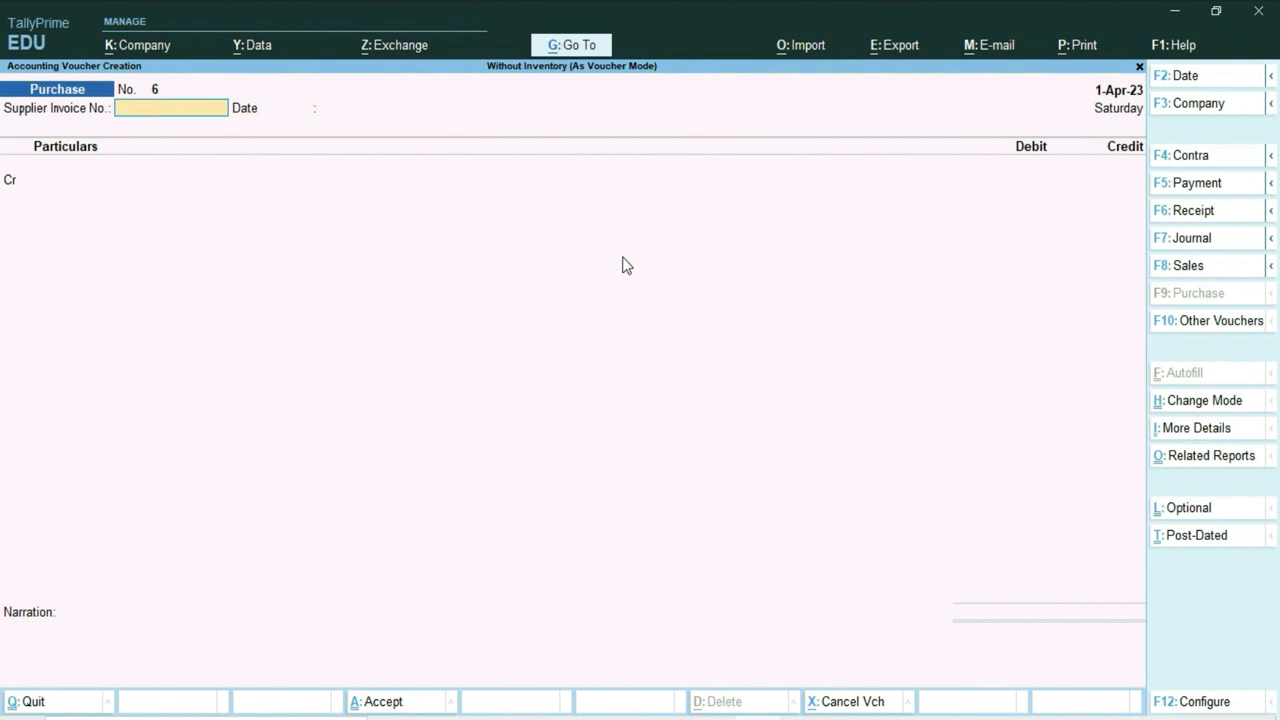 TallyPrime
EDU
MANAGE
K: Company
Y: Data
Z: Exchange
G: Go To
O: Import
E: Export
M: E-mail
P: Print
F1: Help
Accounting Voucher Creation
Without Inventory (As Voucher Mode)
Purchase No. 6
1-Apr-23
Supplier Invoice No.: Date :
Saturday
Particulars
Debit
Credit
Cr
Narration:
F2: Date
F3: Company
F4: Contra
F5: Payment
F6: Receipt
F7: Journal
F8: Sales
F9: Purchase
F10: Other Vouchers
F: Autofill
H: Change Mode
I: More Details
O: Related Reports
L: Optional
T: Post-Dated
Q: Quit
A: Accept
D: Delete
X: Cancel Vch
F12: Configure